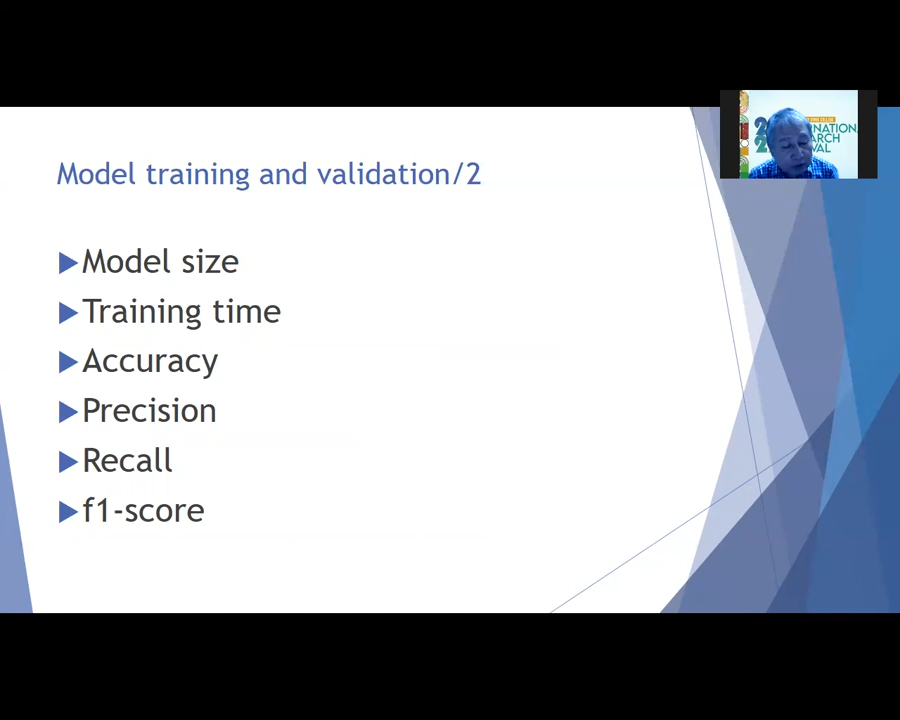 Model training and validation/2
Model size
Training time
Accuracy
Precision
Recall
f1-score